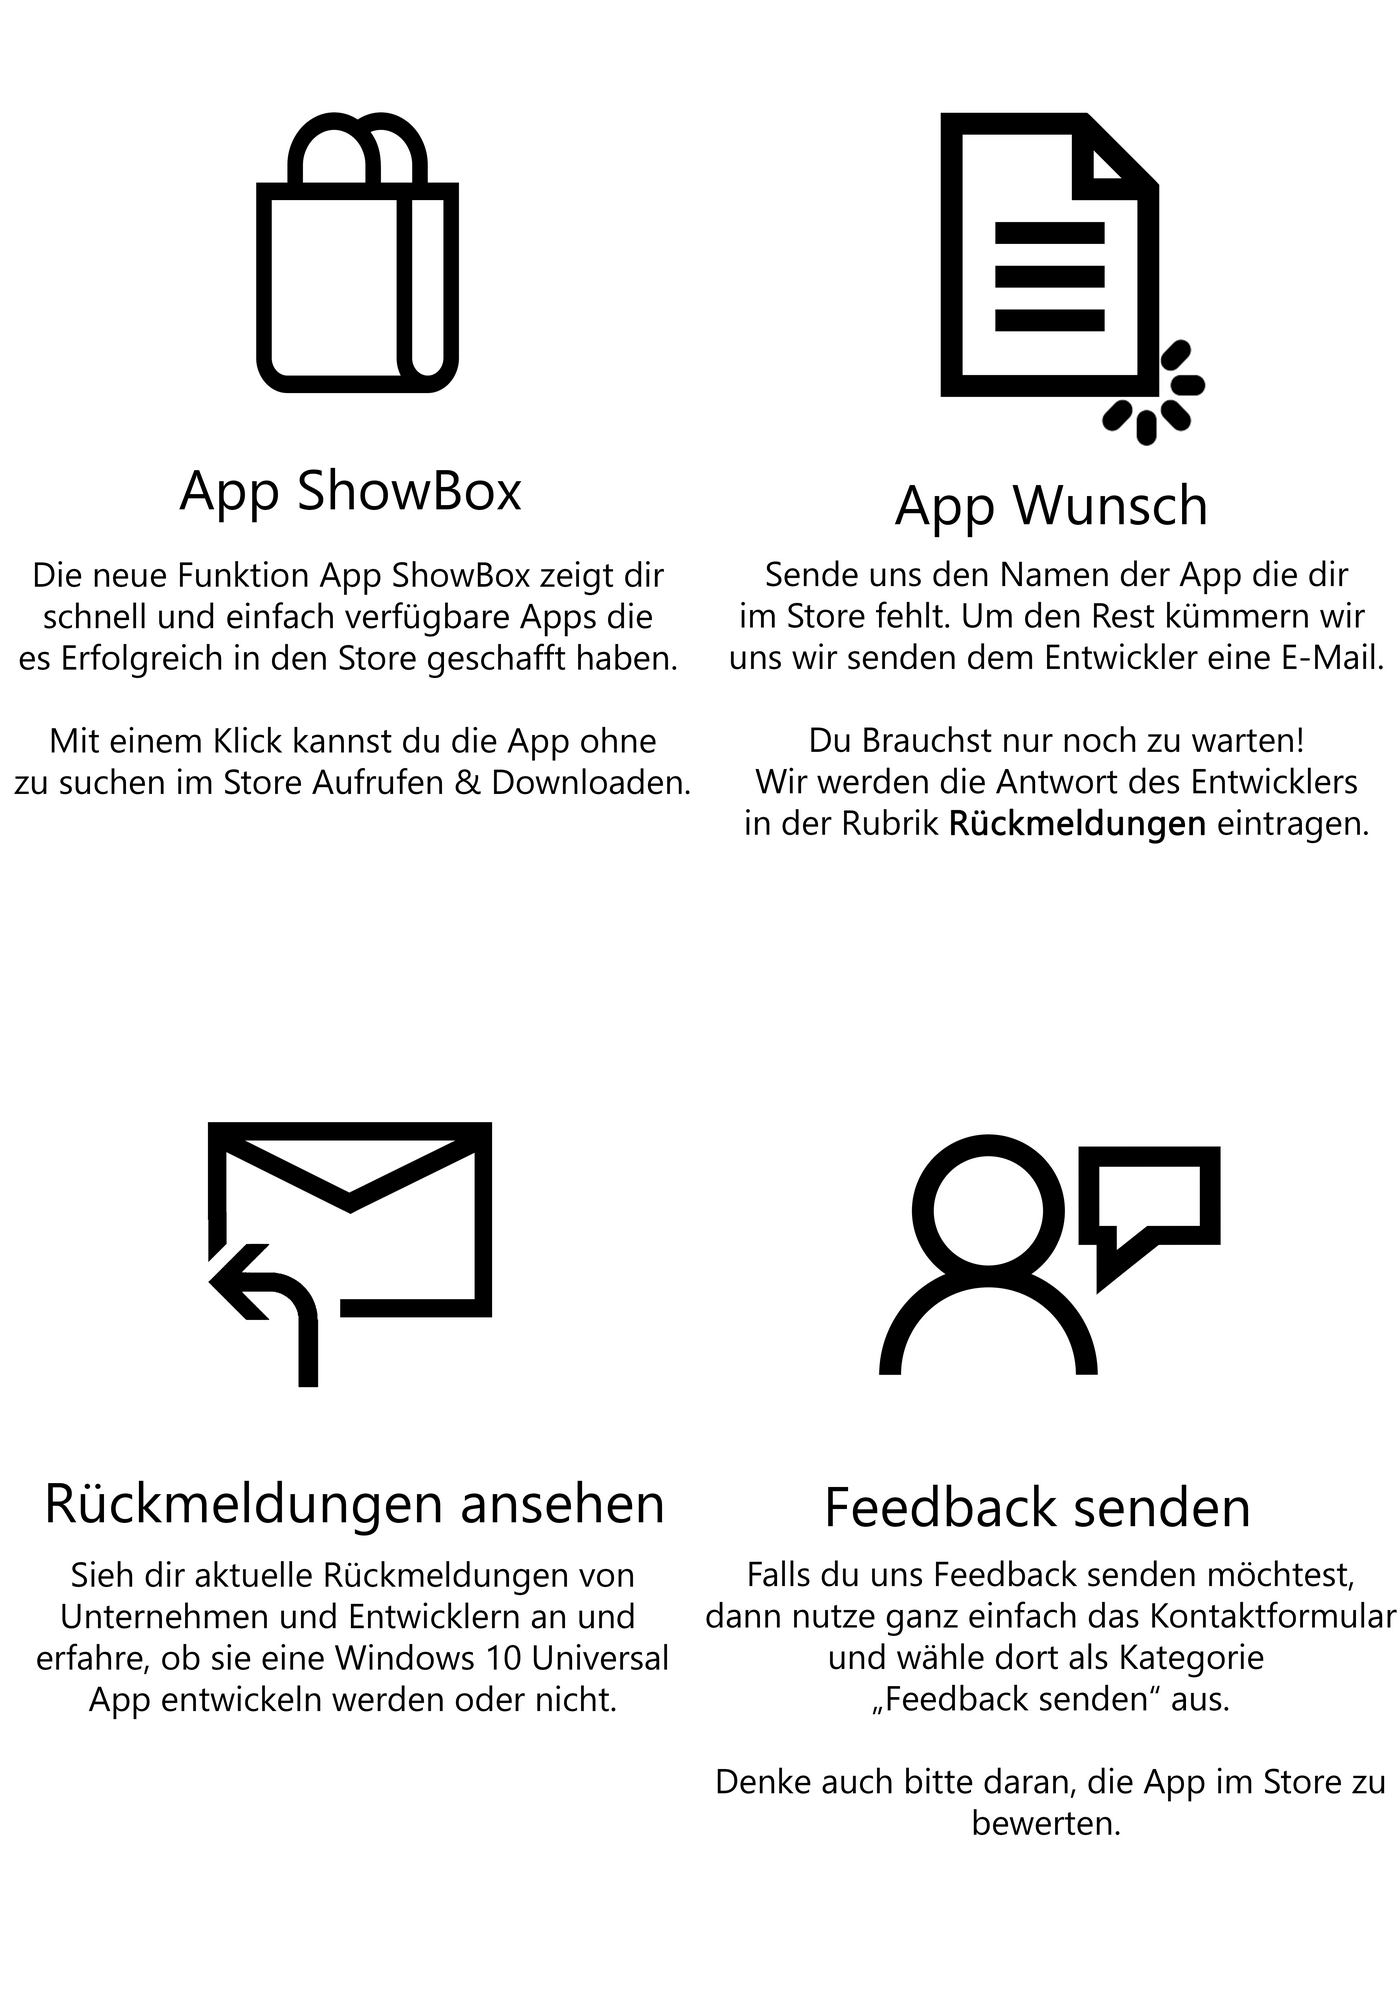 App ShowBox
Die neue Funktion App ShowBox zeigt dir
schnell und einfach verfügbare Apps die
es Erfolgreich in den Store geschafft haben.
Mit einem Klick kannst du die App ohne
zu suchen im Store Aufrufen & Downloaden.
App Wunsch
Sende uns den Namen der App die dir
im Store fehlt. Um den Rest kümmern wir
uns wir senden dem Entwickler eine E-Mail.
Du Brauchst nur noch zu warten!
Wir werden die Antwort des Entwicklers
in der Rubrik Rückmeldungen eintragen.
Rückmeldungen ansehen
Sieh dir aktuelle Rückmeldungen von
Unternehmen und Entwicklern an und
erfahre, ob sie eine Windows 10 Universal
App entwickeln werden oder nicht.
Feedback senden
Falls du uns Feedback senden möchtest,
dann nutze ganz einfach das Kontaktformular
und wähle dort als Kategorie
„Feedback senden“ aus.
Denke auch bitte daran, die App im Store zu
bewerten.